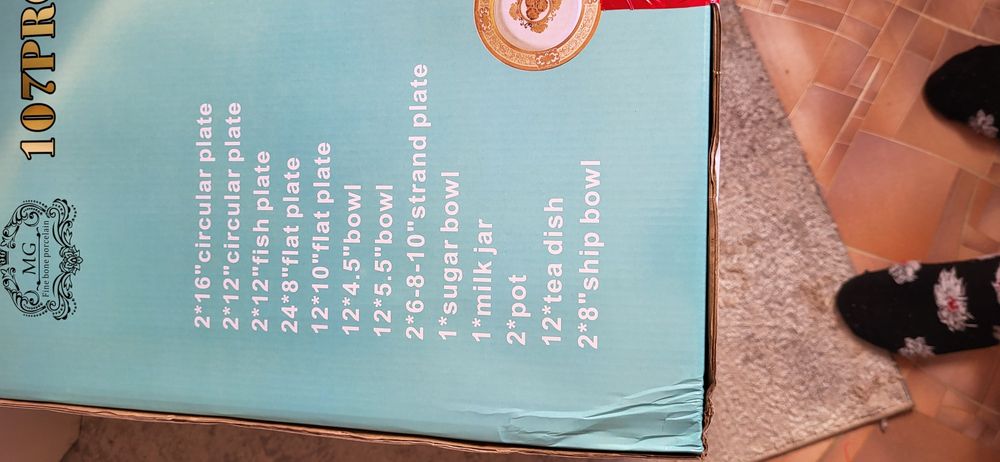 107PR
MG
Fine bone porcelain
2*16"circular plate
2*12"circular plate
2*12"fish plate
24*8"flat plate
12*10"flat plate
12*4.5"bowl
12*5.5"bowl
2*6-8-10"strand plate
1*sugar bowl
1*milk jar
2*pot
12*tea dish
2*8"ship bowl